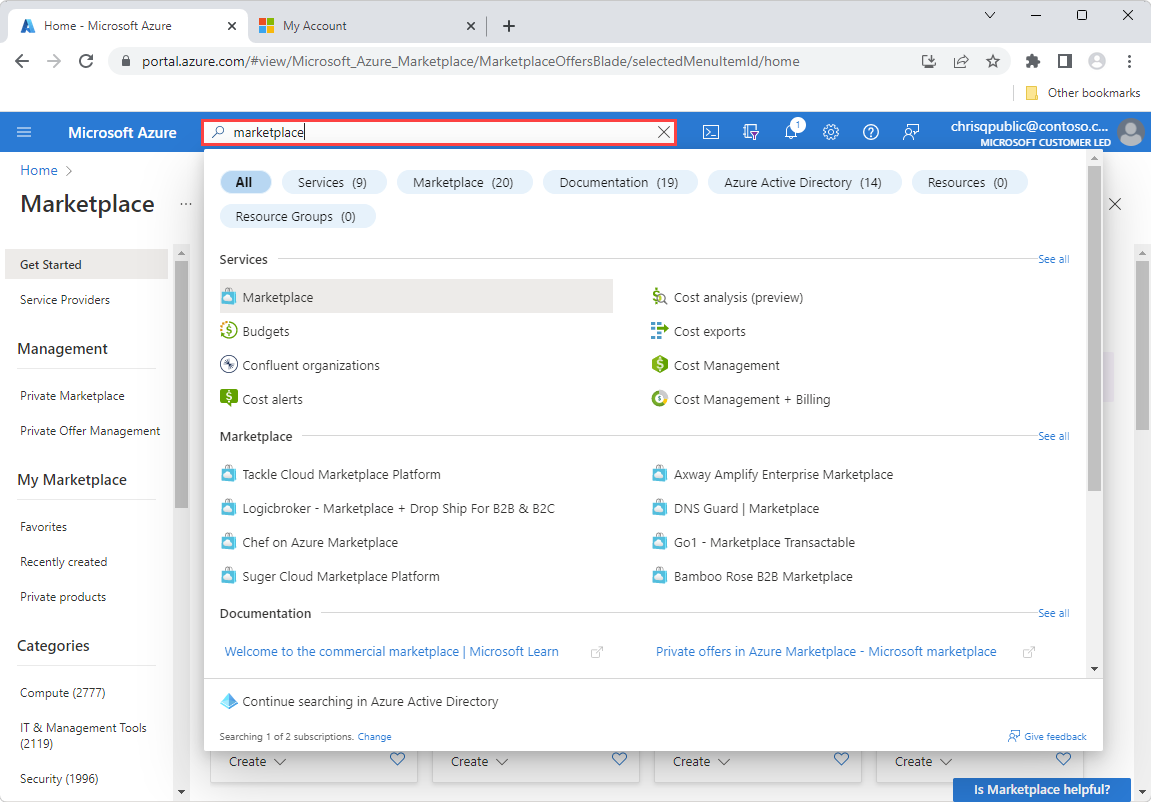 Home - Microsoft Azure
My Account
portal.azure.com/#view/Microsoft_Azure_Marketplace/MarketplaceOffersBlade/selectedMenuItemId/home
Other bookmarks
Microsoft Azure
marketplace
1
chrisqpublic@contoso.c...
MICROSOFT CUSTOMER LED
Home
Marketplace
...
Get Started
Service Providers
Management
Private Marketplace
Private Offer Management
My Marketplace
Favorites
Recently created
Private products
Categories
Compute (2777)
IT & Management Tools
(2119)
Security (1996)
All
Services (9)
Marketplace (20)
Documentation (19)
Azure Active Directory (14)
Resources (0)
Resource Groups (0)
Services
See all
Marketplace
Cost analysis (preview)
Budgets
Cost exports
Confluent organizations
Cost Management
Cost alerts
Cost Management + Billing
Marketplace
See all
Tackle Cloud Marketplace Platform
Axway Amplify Enterprise Marketplace
Logicbroker - Marketplace + Drop Ship For B2B & B2C
DNS Guard | Marketplace
Chef on Azure Marketplace
Go1 - Marketplace Transactable
Suger Cloud Marketplace Platform
Bamboo Rose B2B Marketplace
Documentation
See all
Welcome to the commercial marketplace | Microsoft Learn
Private offers in Azure Marketplace - Microsoft marketplace
Continue searching in Azure Active Directory
Searching 1 of 2 subscriptions. Change
Give feedback
Create
Create
Create
Create
Is Marketplace helpful?